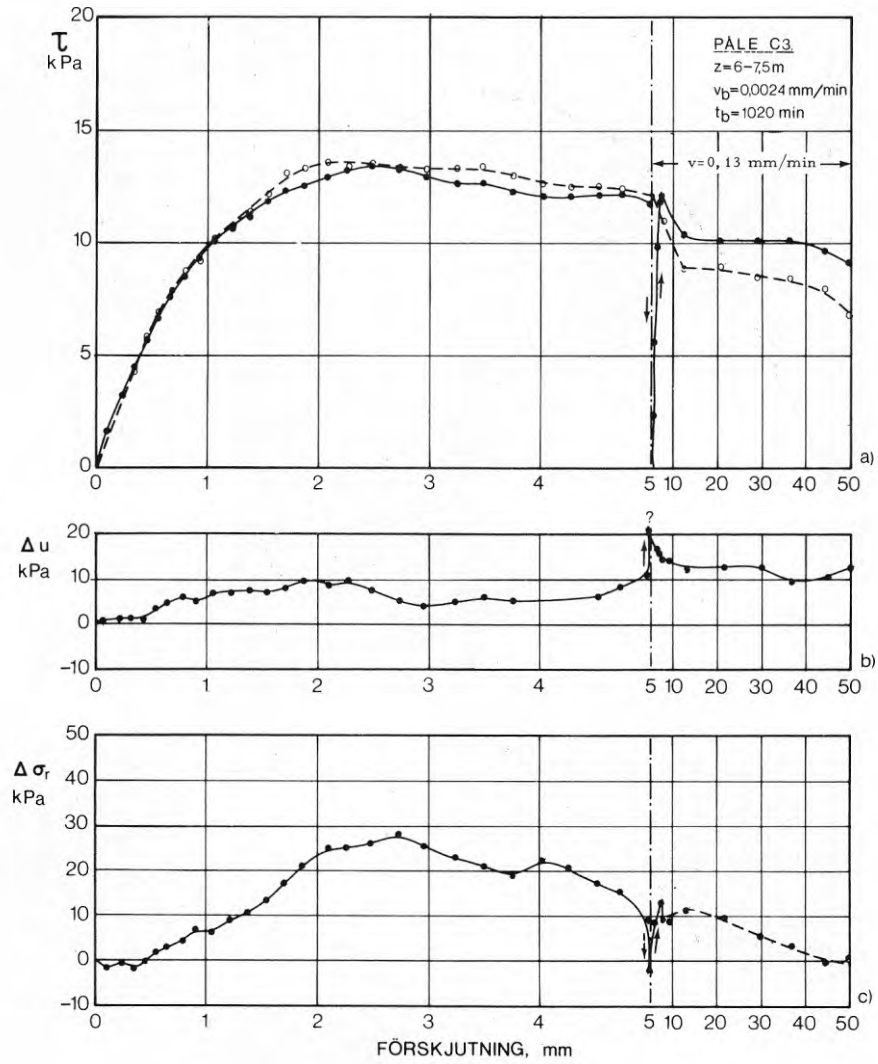 20
τ
kPa
15
10
5
0
PÅLE C3.
z=6–7,5m
vb=0,0024 mm/min
tb=1020 min
v=0, 13 mm/min
a)
0 1 2 3 4 5 10 20 30 40 50
?
20
Δ u
kPa
10
0
–10
b)
0 1 2 3 4 5 10 20 30 40 50
50
Δ σr
kPa
40
30
20
10
0
–10
c)
0 1 2 3 4 5 10 20 30 40 50
FÖRSKJUTNING, mm